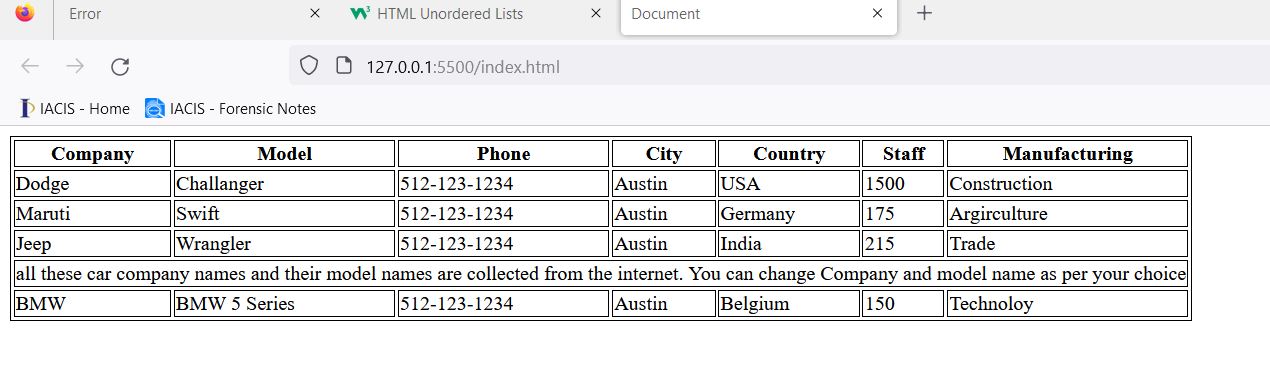 Error × W3 HTML Unordered Lists × Document × +
127.0.0.1:5500/index.html
IACIS - Home IACIS - Forensic Notes
Company Model Phone City Country Staff Manufacturing
Dodge Challanger 512-123-1234 Austin USA 1500 Construction
Maruti Swift 512-123-1234 Austin Germany 175 Argirculture
Jeep Wrangler 512-123-1234 Austin India 215 Trade
all these car company names and their model names are collected from the internet. You can change Company and model name as per your choice
BMW BMW 5 Series 512-123-1234 Austin Belgium 150 Technoloy